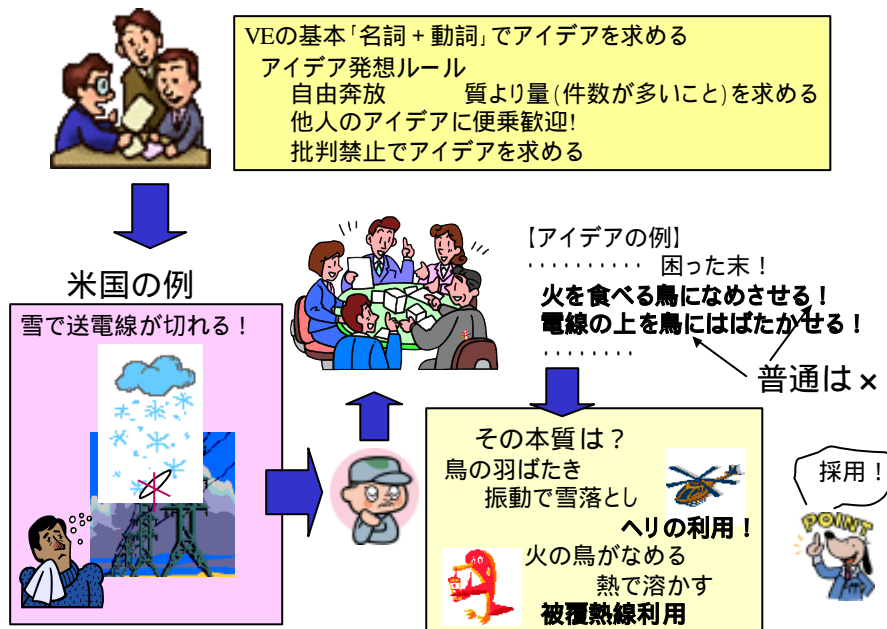 VEの基本「名詞 + 動詞」でアイデアを求める
アイデア発想ルール
自由奔放　　質より量(件数が多いこと)を求める
他人のアイデアに便乗歓迎!
批判禁止でアイデアを求める
米国の例
雪で送電線が切れる！
【アイデアの例】
・・・・・・・・・・ 困った末！
火を食べる鳥になめさせる！
電線の上を鳥にはばたかせる！
・・・・・・・・
普通は×
その本質は？
鳥の羽ばたき
振動で雪落とし
ヘリの利用！
火の鳥がなめる
熱で溶かす
被覆熱線利用
採用！
POINT